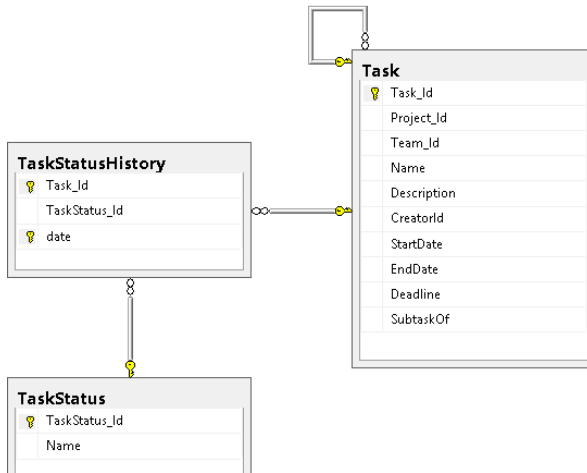 Task
Task_Id
Project_Id
Team_Id
Name
Description
CreatorId
StartDate
EndDate
Deadline
SubtaskOf
TaskStatusHistory
Task_Id
TaskStatus_Id
date
TaskStatus
TaskStatus_Id
Name